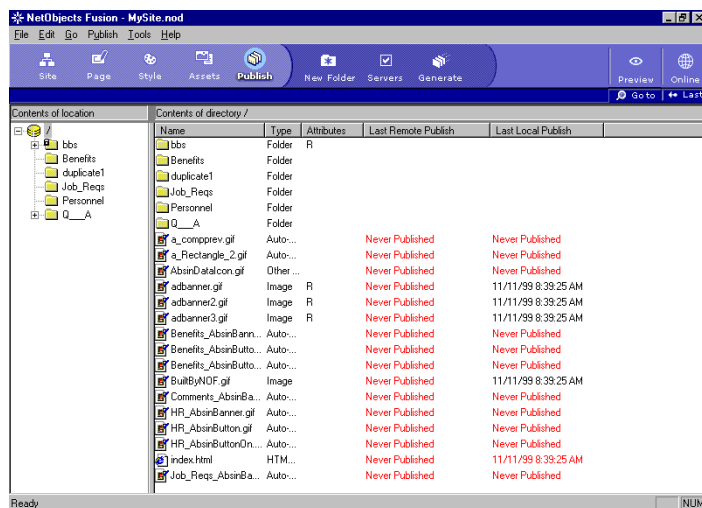 NetObjects Fusion - MySite.nod
File Edit Go Publish Tools Help
Site Page Style Assets Publish New Folder Servers Generate Preview Online
Go to Last
Contents of location Contents of directory /
Name Type Attributes Last Remote Publish Last Local Publish
/
bbs
Benefits
duplicate1
Job_Reqs
Personnel
Q___A
bbs Folder R
Benefits Folder
duplicate1 Folder
Job_Reqs Folder
Personnel Folder
Q___A Folder
a_compprev.gif Auto-... Never Published Never Published
a_Rectangle_2.gif Auto-... Never Published Never Published
AbsinDataIcon.gif Other ... Never Published Never Published
adbanner.gif Image R Never Published 11/11/99 8:39:25 AM
adbanner2.gif Image R Never Published 11/11/99 8:39:25 AM
adbanner3.gif Image R Never Published 11/11/99 8:39:25 AM
Benefits_AbsinBann... Auto-... Never Published Never Published
Benefits_AbsinButto... Auto-... Never Published Never Published
Benefits_AbsinButto... Auto-... Never Published Never Published
BuiltByNOF.gif Image Never Published 11/11/99 8:39:25 AM
Comments_AbsinBa... Auto-... Never Published Never Published
HR_AbsinBanner.gif Auto-... Never Published Never Published
HR_AbsinButton.gif Auto-... Never Published Never Published
HR_AbsinButtonOn.... Auto-... Never Published Never Published
index.html HTM... Never Published 11/11/99 8:39:25 AM
Job_Reqs_AbsinBa... Auto-... Never Published Never Published
Ready NUM